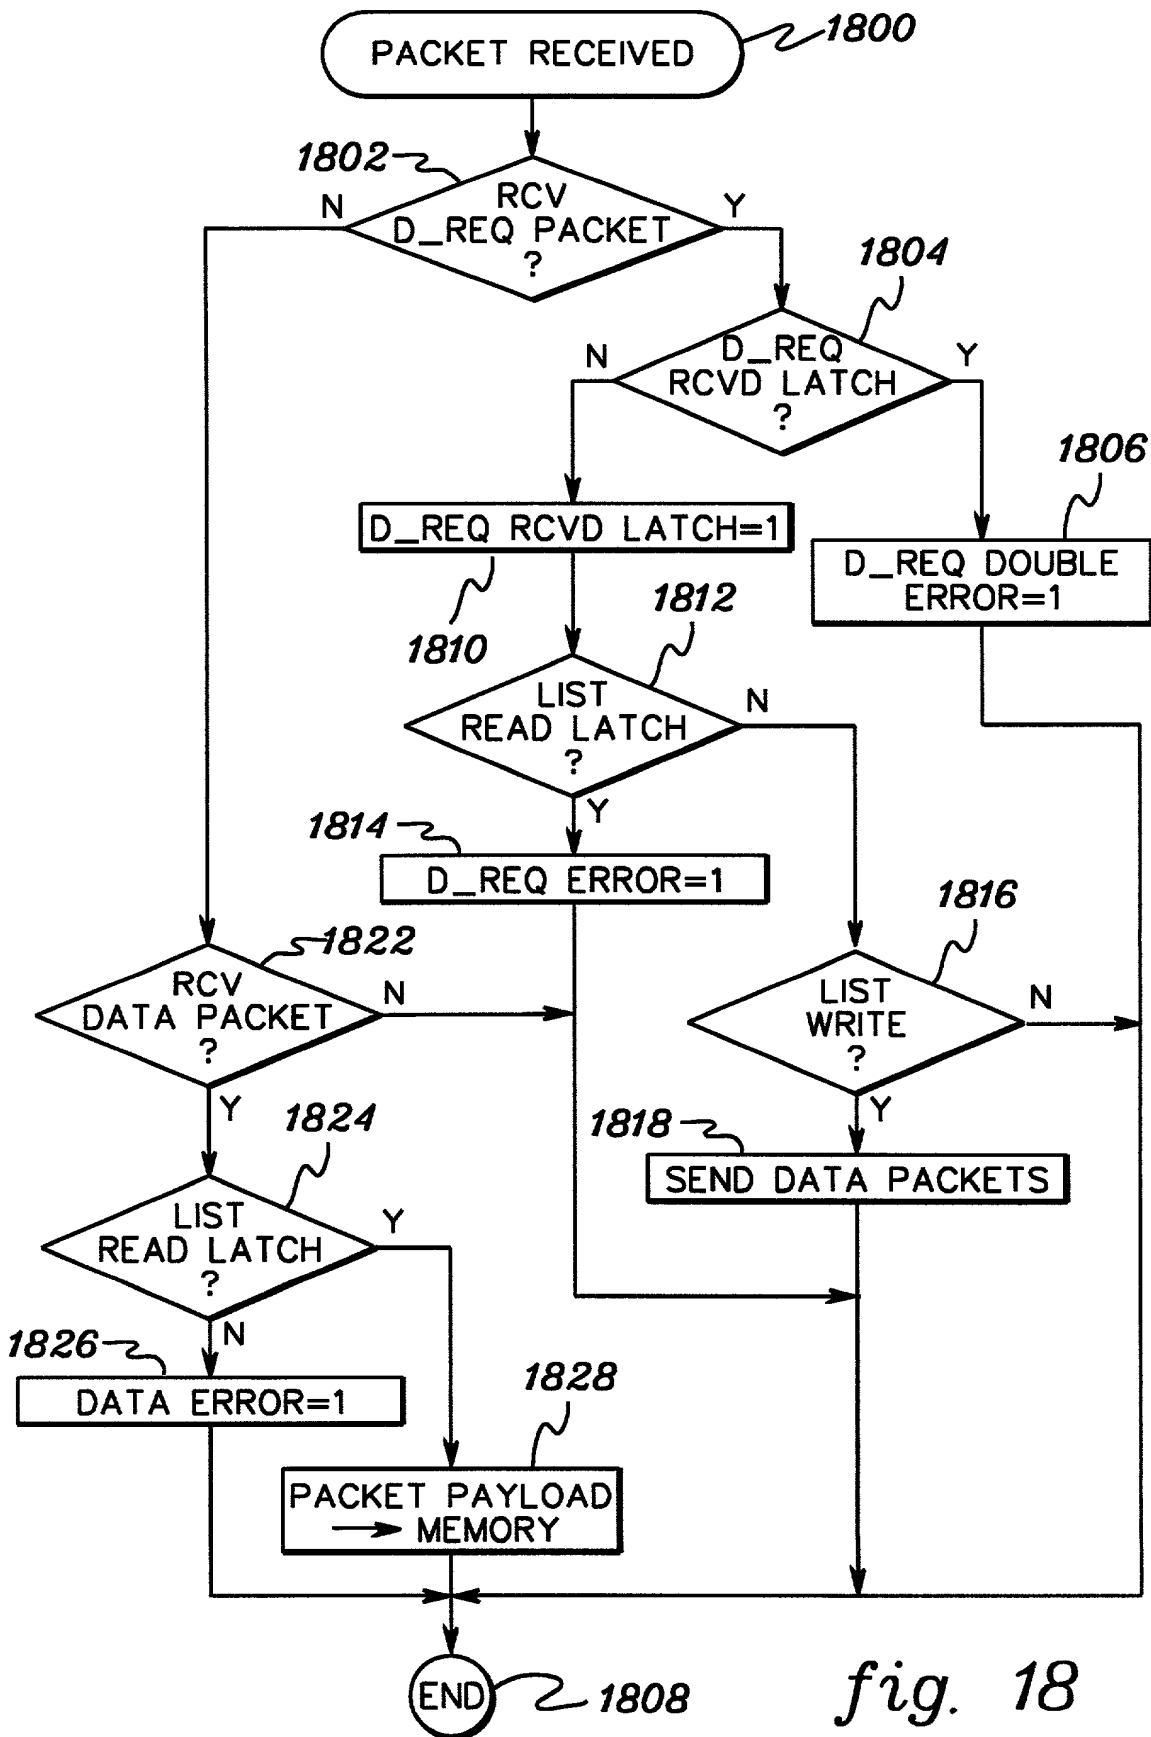 1800
PACKET RECEIVED
1802
RCV
D_REQ PACKET
?
N
Y
1804
D_REQ
RCVD LATCH
?
N
Y
1806
D_REQ RCVD LATCH=1
1810
D_REQ DOUBLE
ERROR=1
1812
LIST
READ LATCH
?
N
Y
1814
D_REQ ERROR=1
1816
LIST
WRITE
?
N
Y
1822
RCV
DATA PACKET
?
N
Y
1818
SEND DATA PACKETS
1824
LIST
READ LATCH
?
Y
N
1826
DATA ERROR=1
1828
PACKET PAYLOAD
→ MEMORY
END
1808
fig. 18